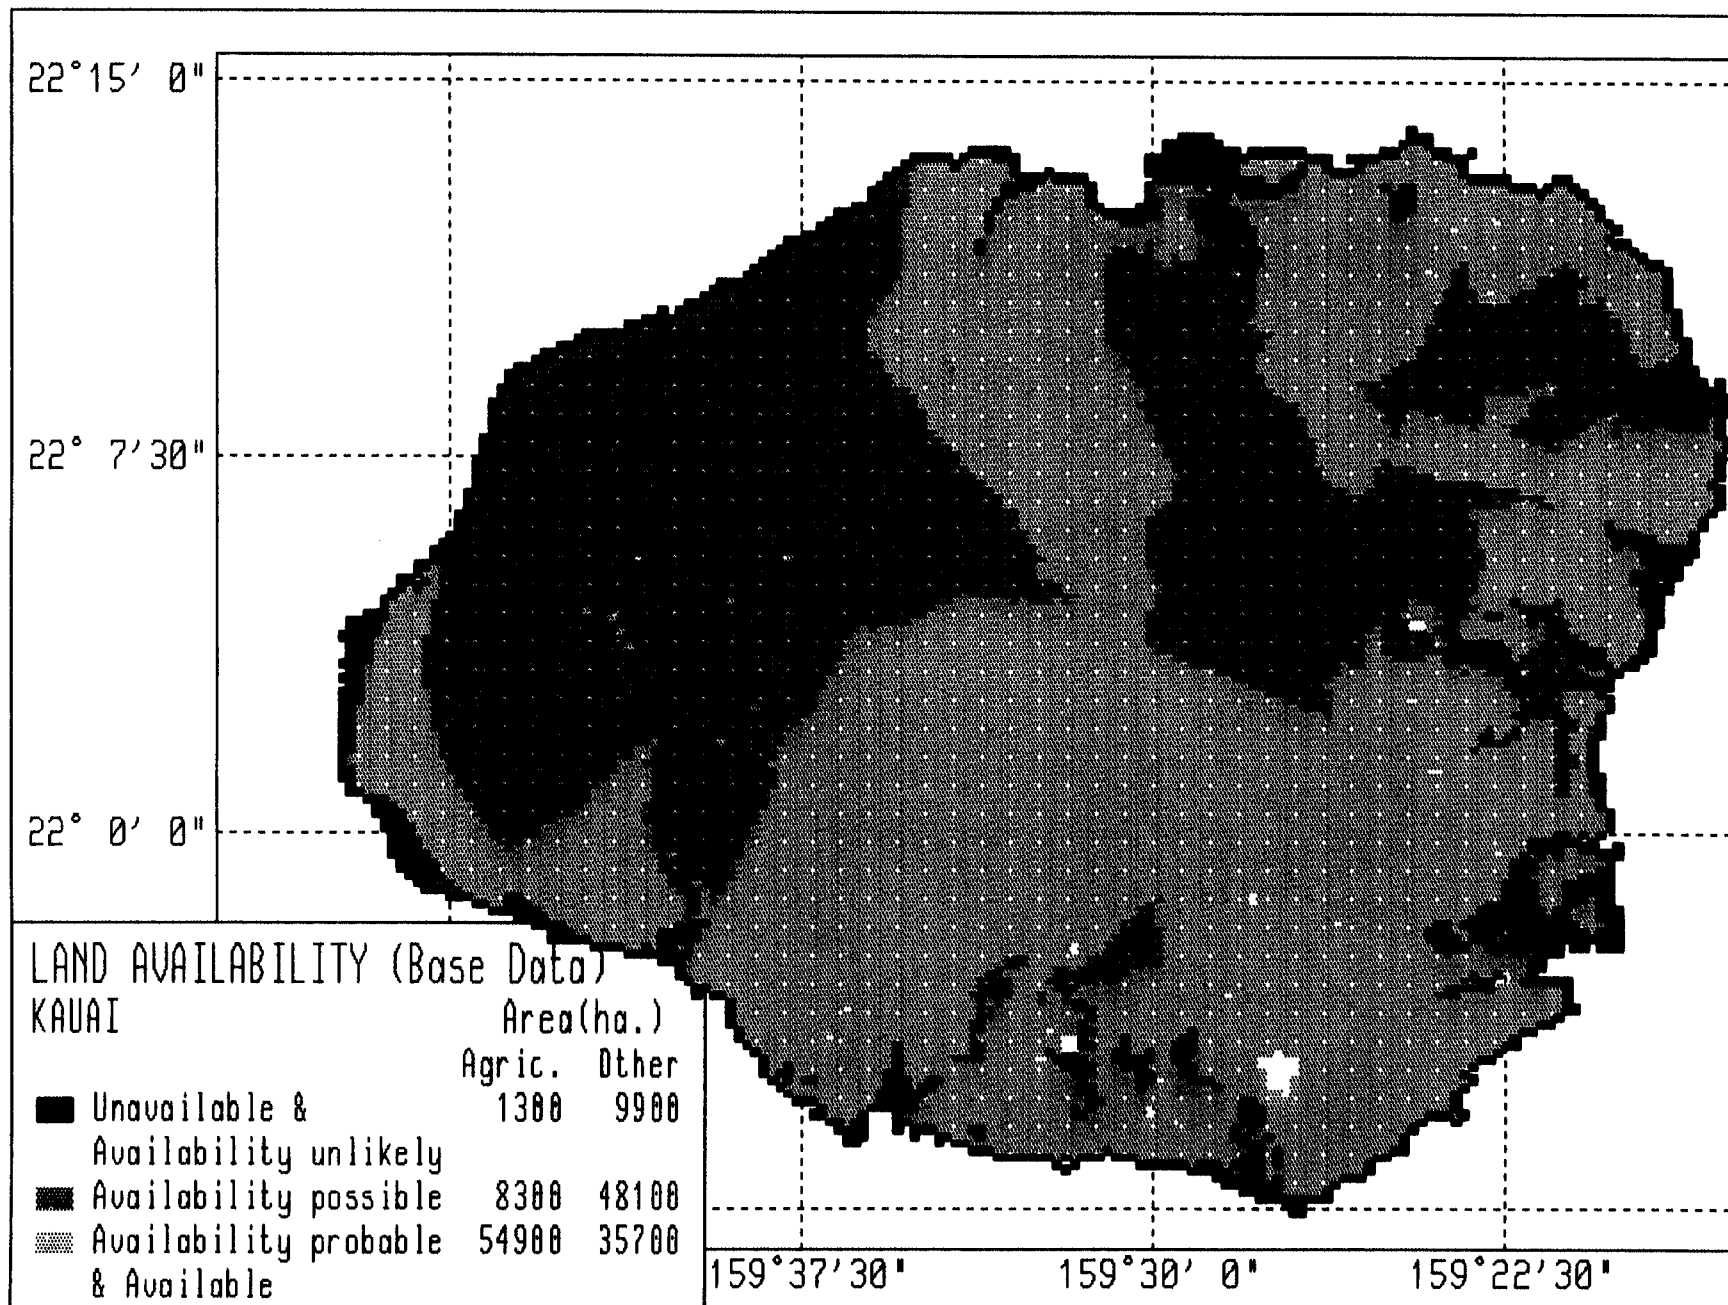 22°15' 0"
22° 7'30"
22° 0' 0"
LAND AVAILABILITY (Base Data)
KAUAI Area(ha.)
Agric. Other
Unavailable & 1300 9900
Availability unlikely
Availability possible 8300 48100
Availability probable 54900 35700
& Available
159°37'30" 159°30' 0" 159°22'30"